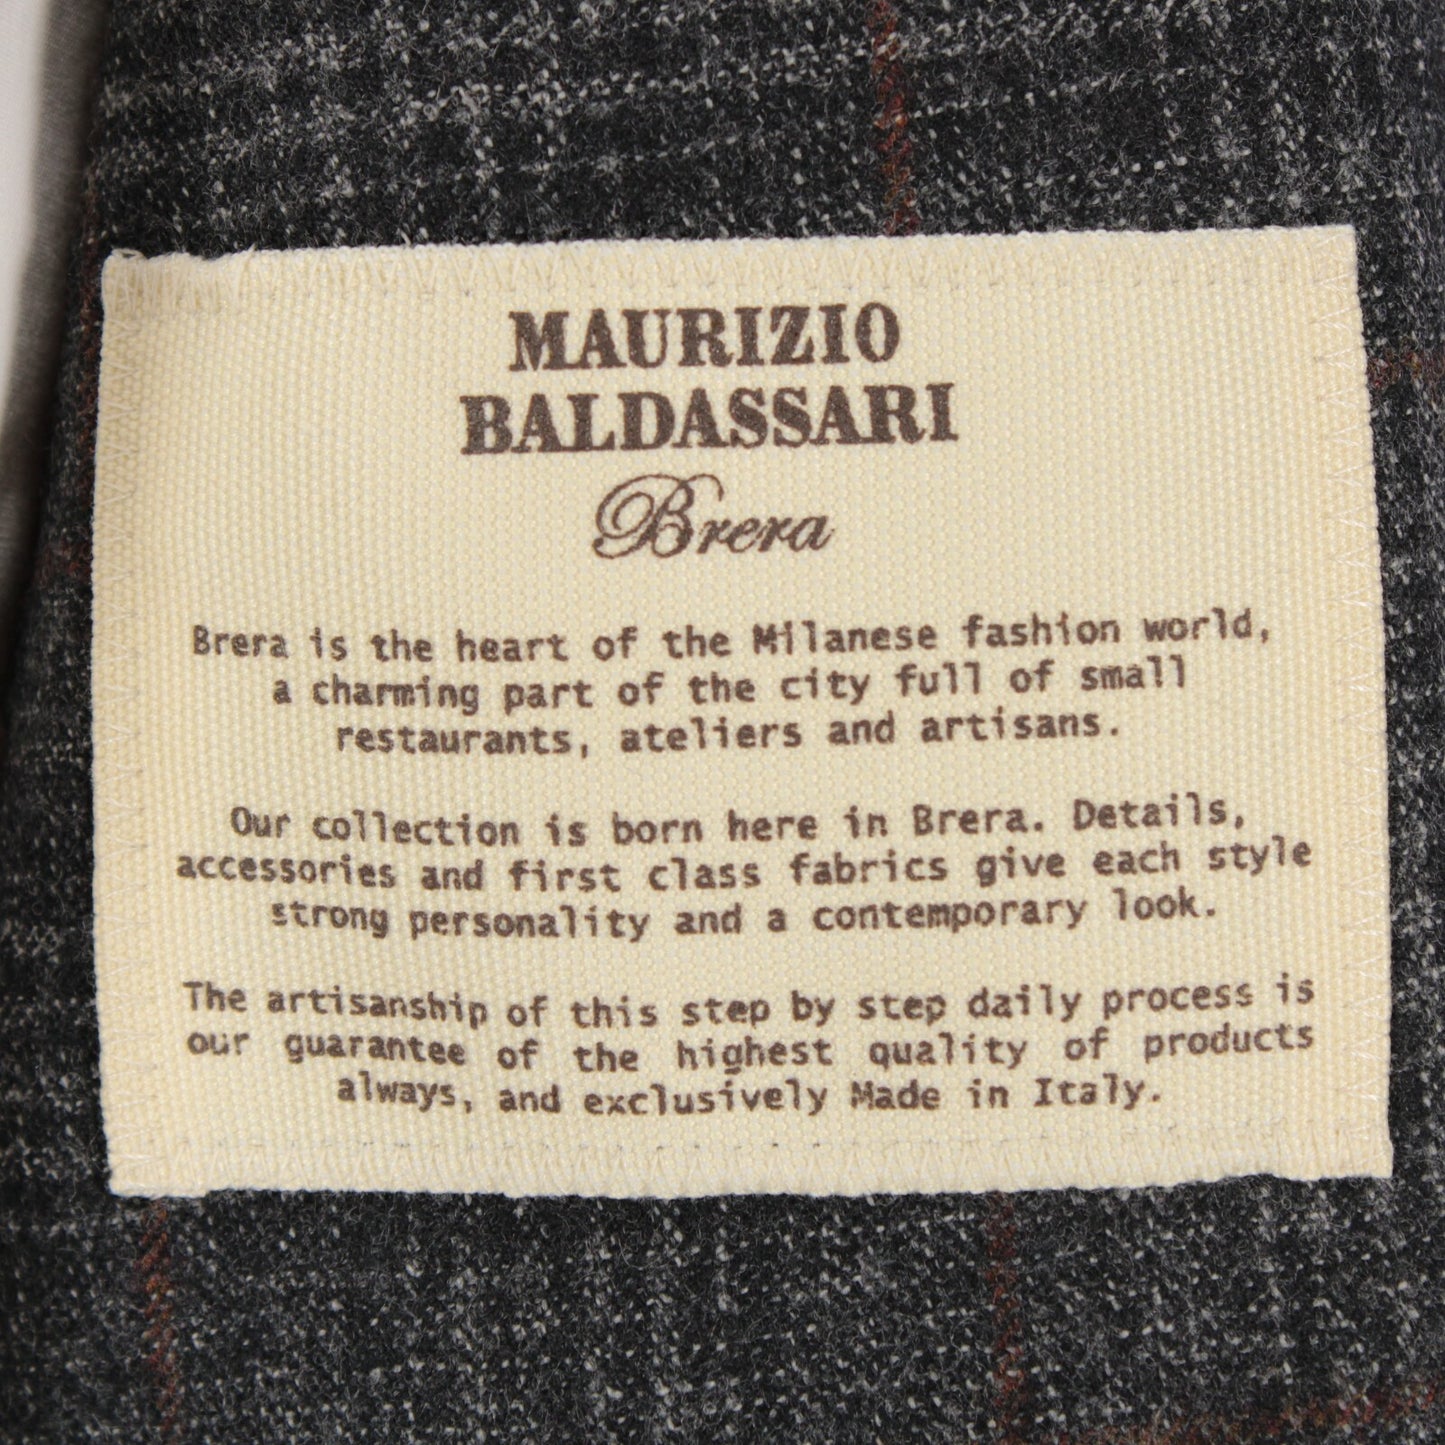 MAURIZIO
BALDASSARI
Brera
Brera is the heart of the Milanese fashion world,
a charming part of the city full of small
restaurants, ateliers and artisans.
Our collection is born here in Brera. Details,
accessories and first class fabrics give each style
strong personality and a contemporary look.
The artisanship of this step by step daily process is
our guarantee of the highest quality of products
always, and exclusively Made in Italy.